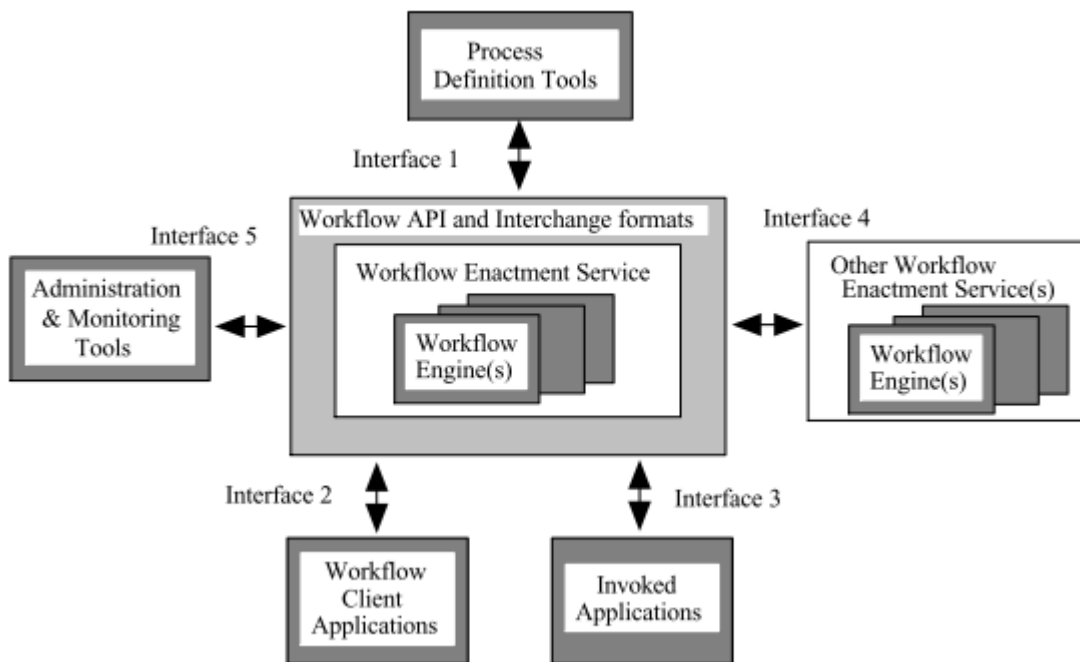 Process
Definition Tools
Interface 1
Workflow API and Interchange formats
Interface 4
Interface 5
Workflow Enactment Service
Other Workflow
Enactment Service(s)
Administration
& Monitoring
Tools
Workflow
Engine(s)
Workflow
Engine(s)
Interface 2
Interface 3
Workflow
Client
Applications
Invoked
Applications